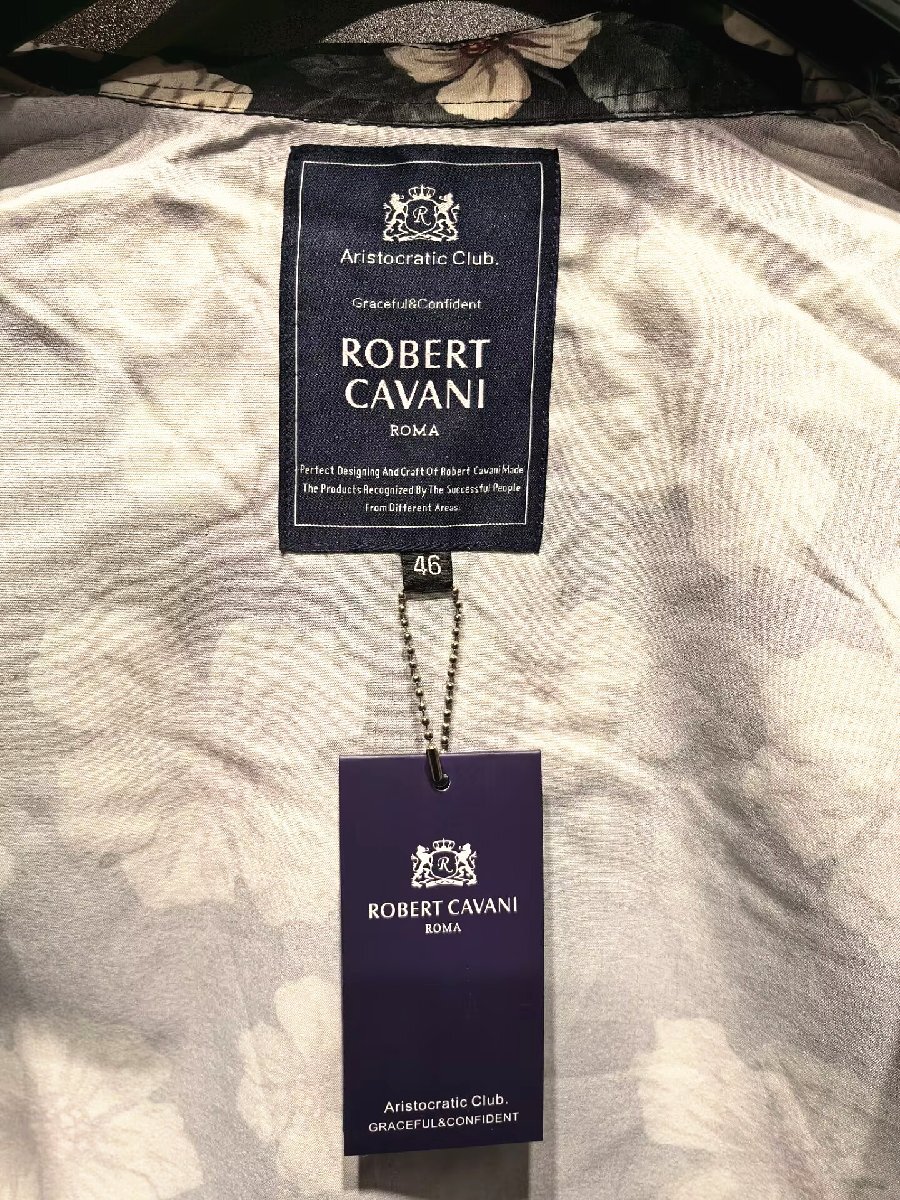 R
Aristocratic Club.
Graceful&Confident
ROBERT
CAVANI
ROMA
Perfect Designing And Craft Of Robert Cavani Made
The Products Recognized By The Successful People
From Different Areas.
46
R
ROBERT CAVANI
ROMA
Aristocratic Club.
GRACEFUL&CONFIDENT